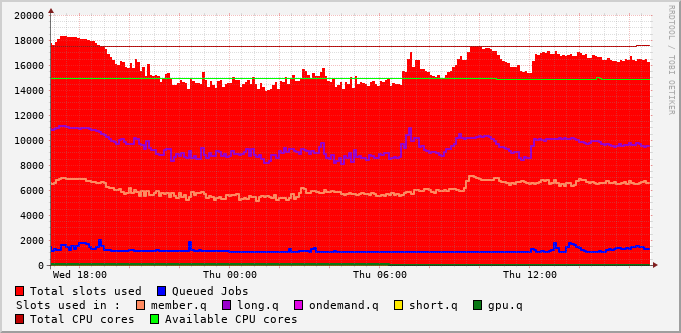 RRDTOOL / TOBI OETIKER
20000
18000
16000
14000
12000
10000
8000
6000
4000
2000
0
Wed 18:00 Thu 00:00 Thu 06:00 Thu 12:00
Total slots used Queued Jobs
Slots used in : member.q long.q ondemand.q short.q gpu.q
Total CPU cores Available CPU cores